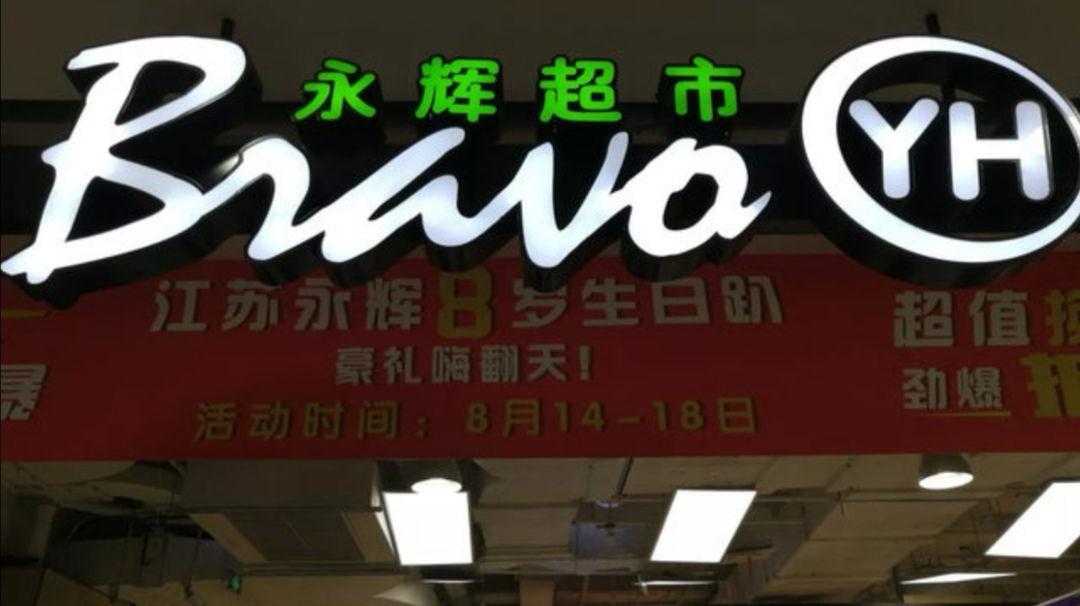 永辉超市
Bravo YH
江苏永辉8岁生日趴
豪礼嗨翻天!
活动时间：8月14-18日
超值
劲爆